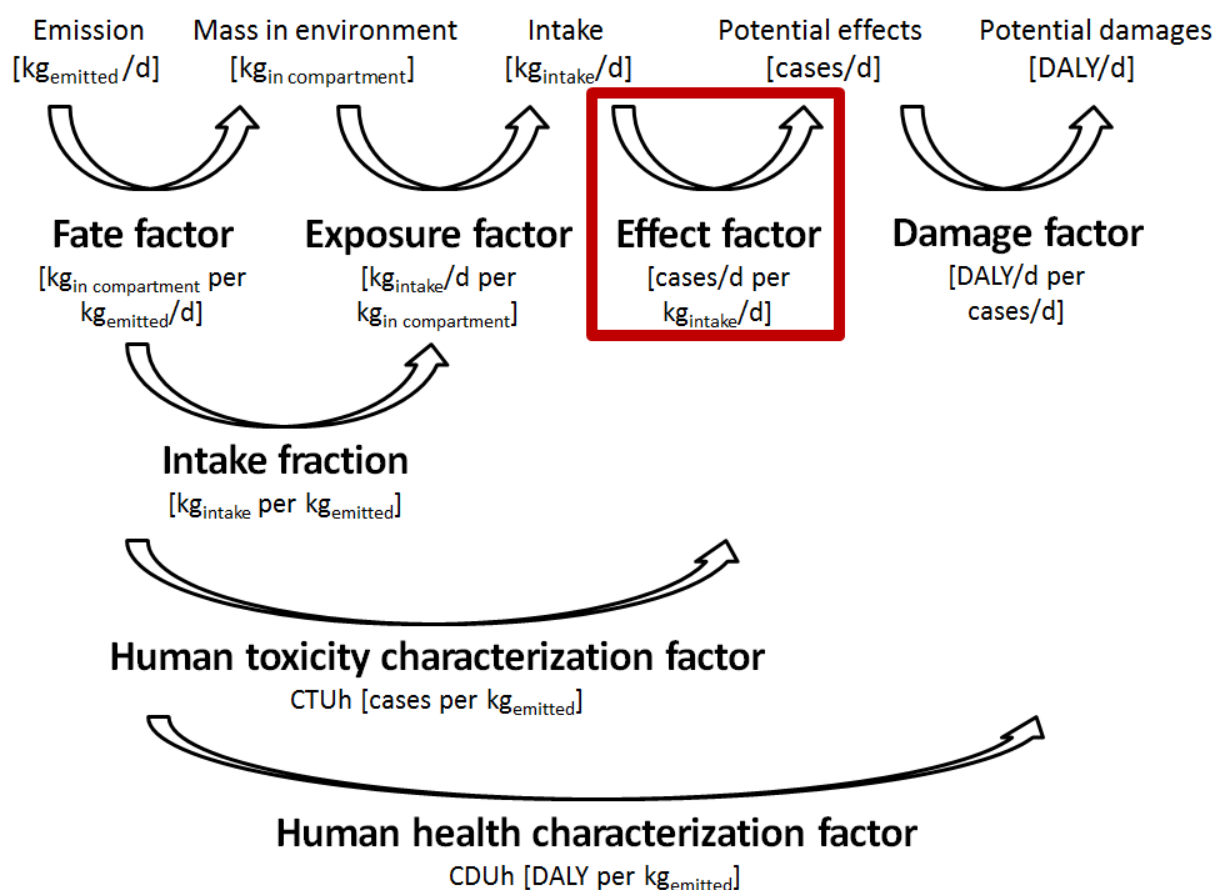 Emission Mass in environment Intake Potential effects Potential damages
[kgemitted/d] [kgin compartment] [kgintake/d] [cases/d] [DALY/d]
Fate factor Exposure factor Effect factor Damage factor
[kgin compartment per [kgintake/d per [cases/d per [DALY/d per
kgemitted/d] kgin compartment] kgintake/d] cases/d]
Intake fraction
[kgintake per kgemitted]
Human toxicity characterization factor
CTUh [cases per kgemitted]
Human health characterization factor
CDUh [DALY per kgemitted]